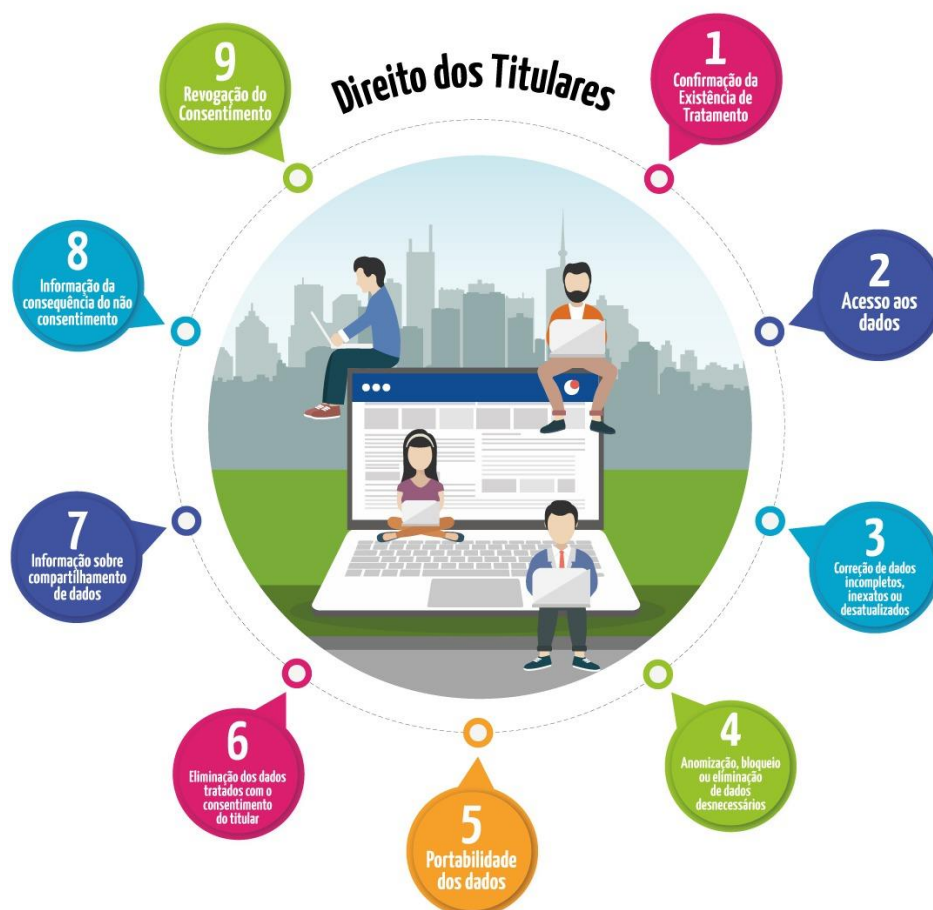 Direito dos Titulares
1
Confirmação da
Existência de
Tratamento
2
Acesso aos
dados
3
Correção de dados
incompletos,
inexatos ou
desatualizados
4
Anomização, bloqueio
ou eliminação
de dados
desnecessários
5
Portabilidade
dos dados
6
Eliminação dos dados
tratados com o
consentimento
do titular
7
Informação sobre
compartilhamento
de dados
8
Informação da
consequência do não
consentimento
9
Revogação do
Consentimento